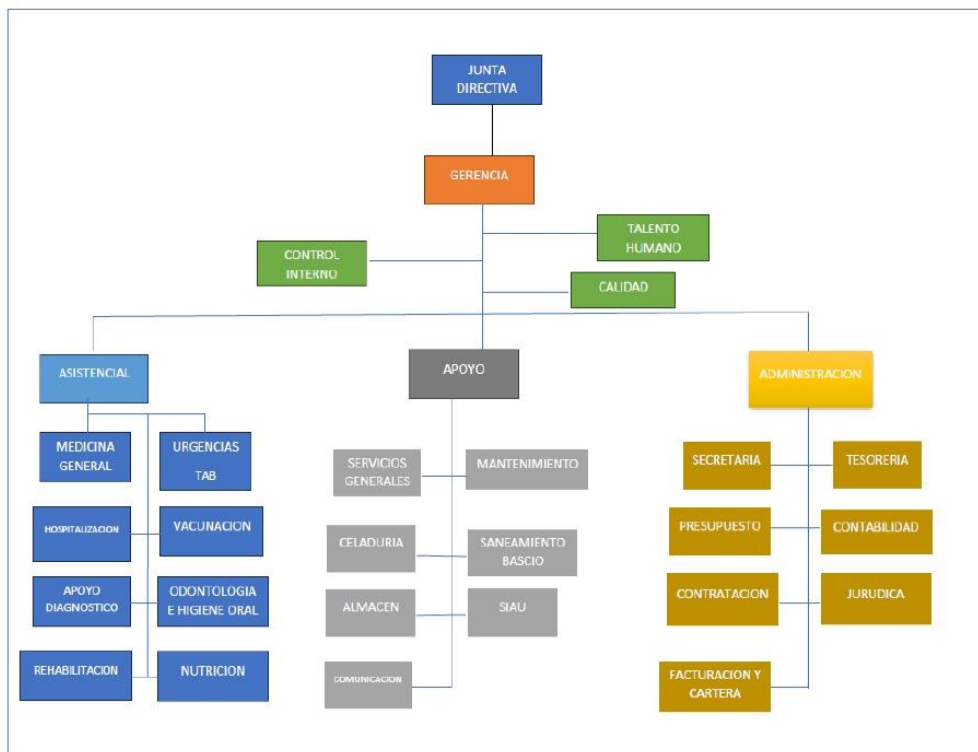 JUNTA
DIRECTIVA
GERENCIA
TALENTO
HUMANO
CONTROL
INTERNO
CALIDAD
ASISTENCIAL
APOYO
ADMINISTRACION
MEDICINA
GENERAL
URGENCIAS
TAB
HOSPITALIZACION
VACUNACION
APOYO
DIAGNOSTICO
ODONTOLOGIA
E HIGIENE ORAL
REHABILITACION
NUTRICION
SERVICIOS
GENERALES
MANTENIMIENTO
CELADURIA
SANEAMIENTO
BASCIO
ALMACEN
SIAU
COMUNICACION
SECRETARIA
TESORERIA
PRESUPUESTO
CONTABILIDAD
CONTRATACION
JURUDICA
FACTURACION Y
CARTERA